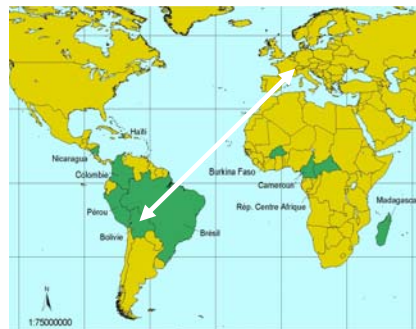 Haïti
Nicaragua
Colombie
Burkina Faso
Cameroun
Madagascar
Pérou
Rép. Centre Afrique
Brésil
Bolivie
N
1:75000000